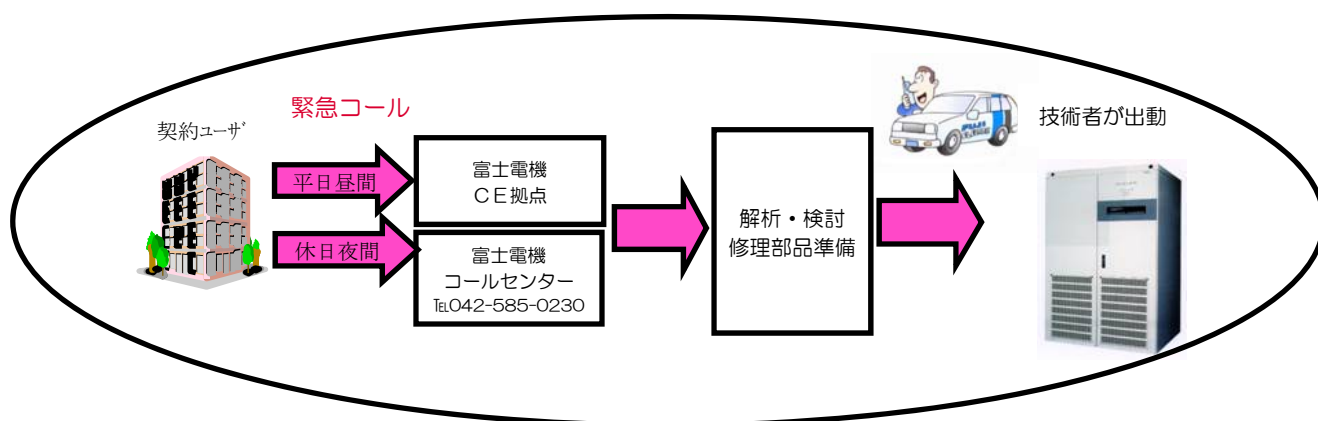 緊急コール
契約ユーザ
平日昼間
休日夜間
富士電機
CE拠点
富士電機
コールセンター
℡042-585-0230
解析・検討
修理部品準備
技術者が出動